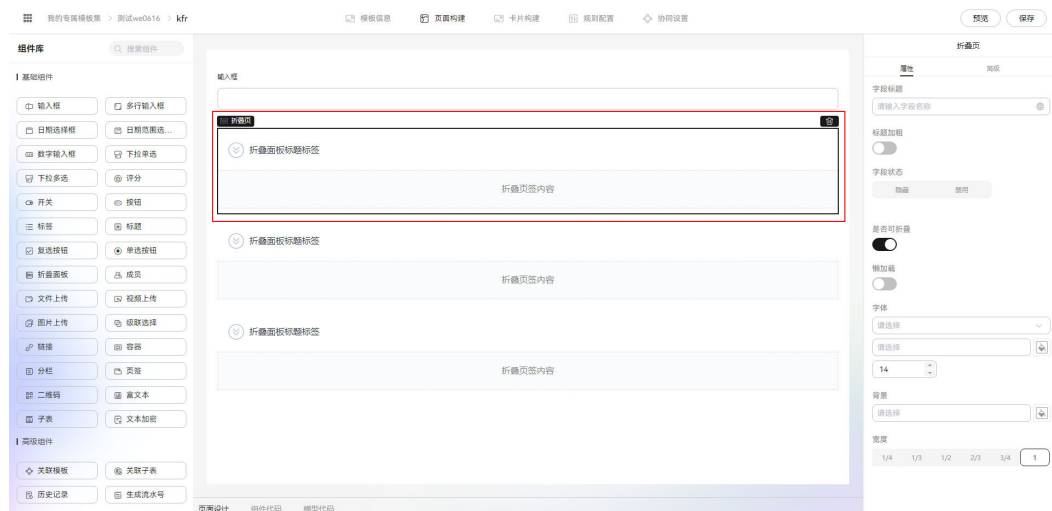 我的专属模板集 > 测试we0616 > kfr
模板信息
页面构建
卡片构建
规则配置
协同设置
预览
保存
组件库
搜索组件
基础组件
输入框
多行输入框
日期选择框
日期范围选...
数字输入框
下拉单选
下拉多选
评分
开关
按钮
标签
标题
复选按钮
单选按钮
折叠面板
成员
文件上传
视频上传
图片上传
级联选择
链接
容器
分栏
页签
二维码
富文本
子表
文本加密
高级组件
关联模板
关联子表
历史记录
生成流水号
输入框
折叠页
折叠面板标题标签
折叠页签内容
折叠面板标题标签
折叠页签内容
折叠面板标题标签
折叠页签内容
页面设计
组件代码
模型代码
折叠页
属性
高级
字段标题
请输入字段名称
标题加粗
字段状态
隐藏
禁用
是否可折叠
懒加载
字体
请选择
请选择
14
背景
请选择
宽度
1/4 1/3 1/2 2/3 3/4 1